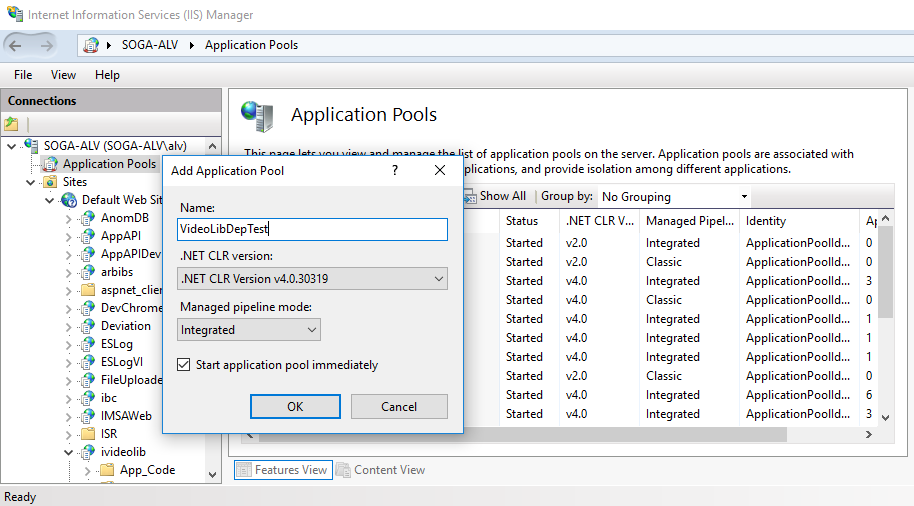 Internet Information Services (IIS) Manager
SOGA-ALV Application Pools
File View Help
Connections
SOGA-ALV (SOGA-ALV\alv)
Application Pools
Sites
Default Web Sit
AnomDB
AppAPI
AppAPIDev
arbibs
aspnet_clien
DevChrome
Deviation
ESLog
ESLogVI
FileUploade
ibc
IMSAWeb
ISR
ivideolib
App_Code
Application Pools
This page lets you view and manage the list of application pools on the server. Application pools are associated with
plications, and provide isolation among different applications.
Show All Group by: No Grouping
Status .NET CLR V... Managed Pipel... Identity Ap
Started v2.0 Integrated ApplicationPoolId... 0
Started v2.0 Classic ApplicationPoolId... 0
Started v4.0 Integrated ApplicationPoolId... 3
Started v4.0 Classic ApplicationPoolId... 0
Started v4.0 Integrated ApplicationPoolId... 1
Started v4.0 Integrated ApplicationPoolId... 1
Started v4.0 Integrated ApplicationPoolId... 1
Started v2.0 Classic ApplicationPoolId... 0
Started v4.0 Integrated ApplicationPoolId... 6
Started v4.0 Integrated ApplicationPoolId... 3
Add Application Pool ?
Name:
VideoLibDepTest
.NET CLR version:
.NET CLR Version v4.0.30319
Managed pipeline mode:
Integrated
Start application pool immediately
OK Cancel
Features View Content View
Ready